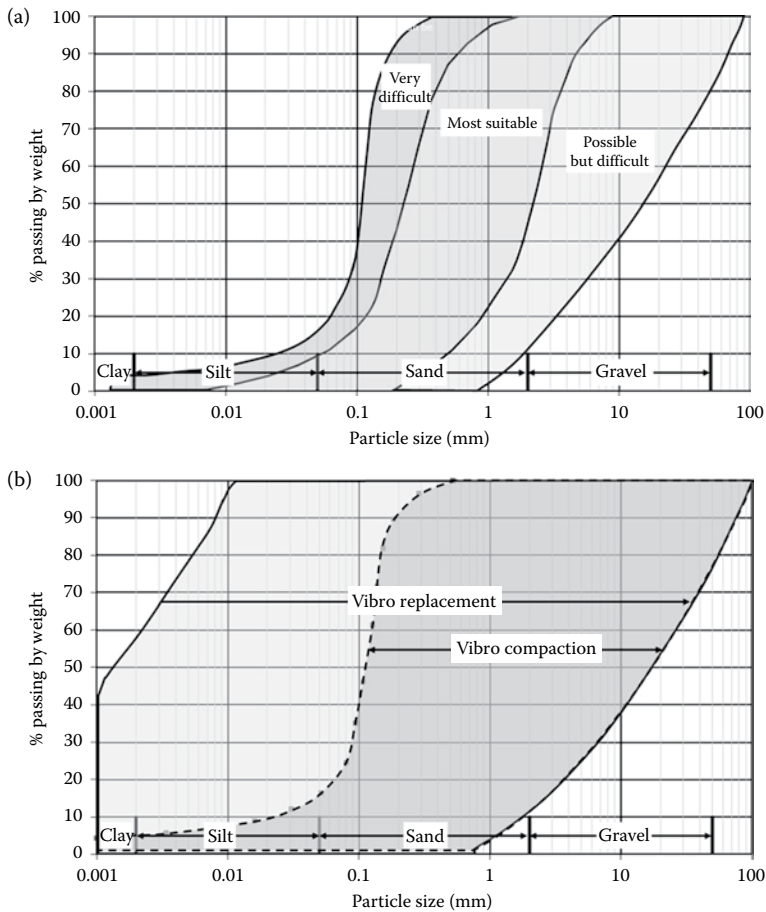 (a)
100
90
80
70
60
50
40
30
20
10
0
% passing by weight
Very
difficult
Most suitable
Possible
but difficult
Clay
Silt
Sand
Gravel
0.001
0.01
0.1
1
10
100
Particle size (mm)
(b)
100
90
80
70
60
50
40
30
20
10
0
% passing by weight
Vibro replacement
Vibro compaction
Clay
Silt
Sand
Gravel
0.001
0.01
0.1
1
10
100
Particle size (mm)